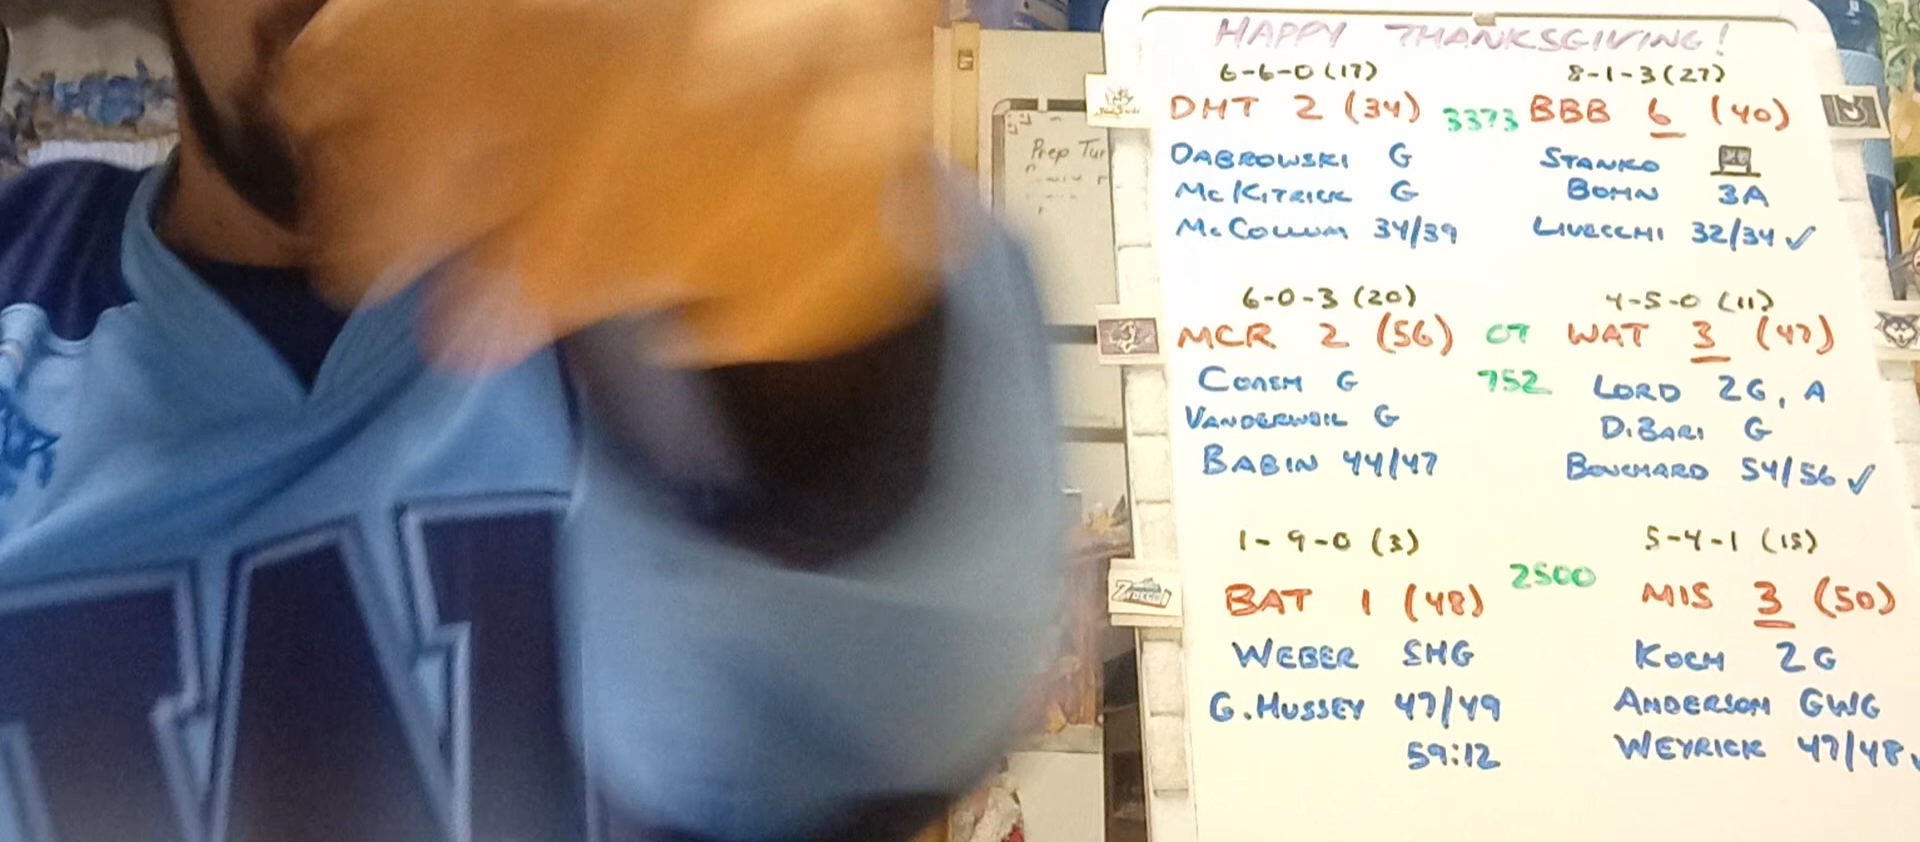 HAPPY THANKSGIVING!
6-6-0 (17) 8-1-3 (27)
DHT 2 (34) 3373 BBB 6 (40)
DABROWSKI G STANKO
McKITRICK G BOHN 3A
McCOLLUM 34/39 LIVECCHI 32/34 ✓
6-0-3 (20) 4-5-0 (11)
MCR 2 (56) OT WAT 3 (47)
G 752 LORD 2G, A
G DiBARI G
BABIN 44/47 BOUCHARD 54/56 ✓
1-9-0 (3) 5-4-1 (15)
BAT 1 (48) 2500 MIS 3 (50)
WEBER SHG KOCH 2G
G. HUSSEY 47/49 ANDERSON GWG
59:12 WEYRICK 47/48
Prep